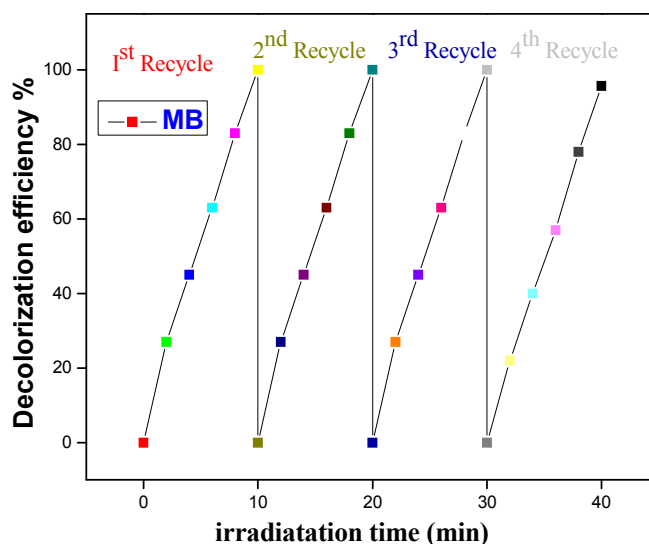 1st Recycle 2nd Recycle 3rd Recycle 4th Recycle
MB
Decolorization efficiency %
100
80
60
40
20
0
0 10 20 30 40
irradiatation time (min)